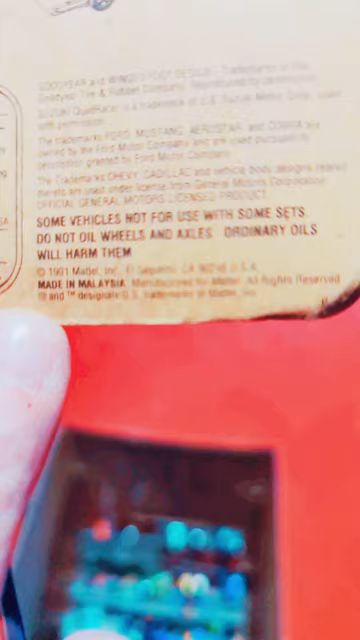 GOODYEAR and WINGED FOOT DESIGN - Trademarks of The
Goodyear Tire & Rubber Company.
SUZUKI QuadRacer is a trademark of U.S. Suzuki Motor Corp., used
with permission.
The trademarks FORD, MUSTANG, AEROSTAR, and COBRA are
owned by the Ford Motor Company and are used pursuant to
granted by Ford Motor Company.
The Trademarks CHEVY, CADILLAC and vehicle body designs
are used under license from General Motors Corporation.
OFFICIAL GENERAL MOTORS LICENSED PRODUCT.
SOME VEHICLES NOT FOR USE WITH SOME SETS.
DO NOT OIL WHEELS AND AXLES. ORDINARY OILS
WILL HARM THEM.
© 1991 Mattel, Inc., El Segundo, CA 90245 U.S.A.
MADE IN MALAYSIA. Manufactured for Mattel. All Rights Reserved
® and ™ designate U.S. trademarks of Mattel, Inc.